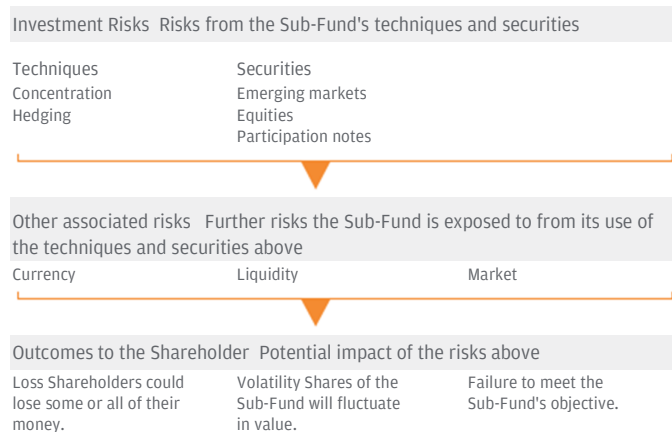 Investment Risks Risks from the Sub-Fund's techniques and securities
Techniques
Concentration
Hedging
Securities
Emerging markets
Equities
Participation notes
Other associated risks Further risks the Sub-Fund is exposed to from its use of
the techniques and securities above
Currency
Liquidity
Market
Outcomes to the Shareholder Potential impact of the risks above
Loss Shareholders could
lose some or all of their
money.
Volatility Shares of the
Sub-Fund will fluctuate
in value.
Failure to meet the
Sub-Fund's objective.